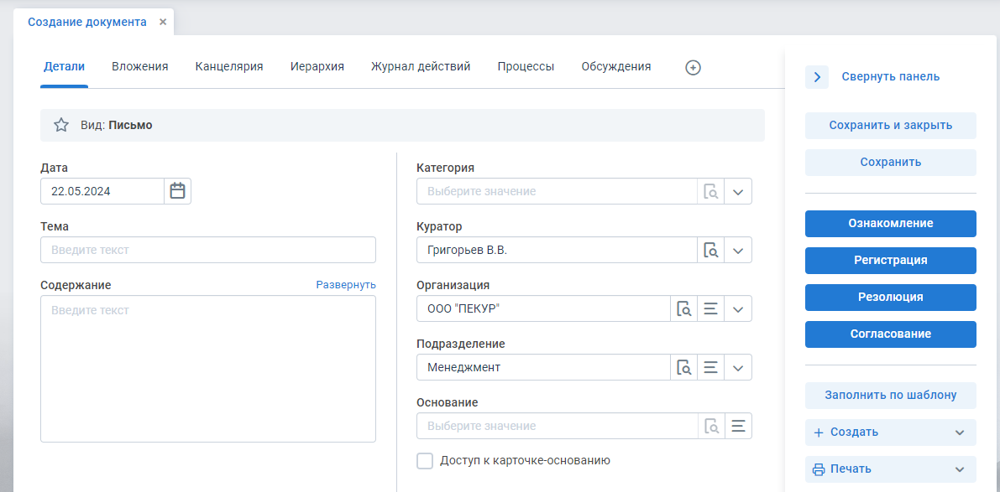 Создание документа ×
Детали Вложения Канцелярия Иерархия Журнал действий Процессы Обсуждения
Вид: Письмо
Дата
22.05.2024
Тема
Введите текст
Содержание Развернуть
Введите текст
Категория
Выберите значение
Куратор
Григорьев В.В.
Организация
ООО "ПЕКУР"
Подразделение
Менеджмент
Основание
Выберите значение
Доступ к карточке-основанию
Свернуть панель
Сохранить и закрыть
Сохранить
Ознакомление
Регистрация
Резолюция
Согласование
Заполнить по шаблону
+ Создать
Печать